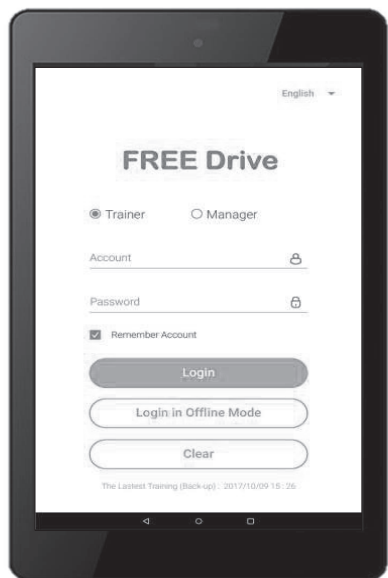 English
FREE Drive
Trainer Manager
Account
Password
Remember Account
Login
Login in Offline Mode
Clear
The Lastest Training (Back-up) : 2017/10/09 15 : 26